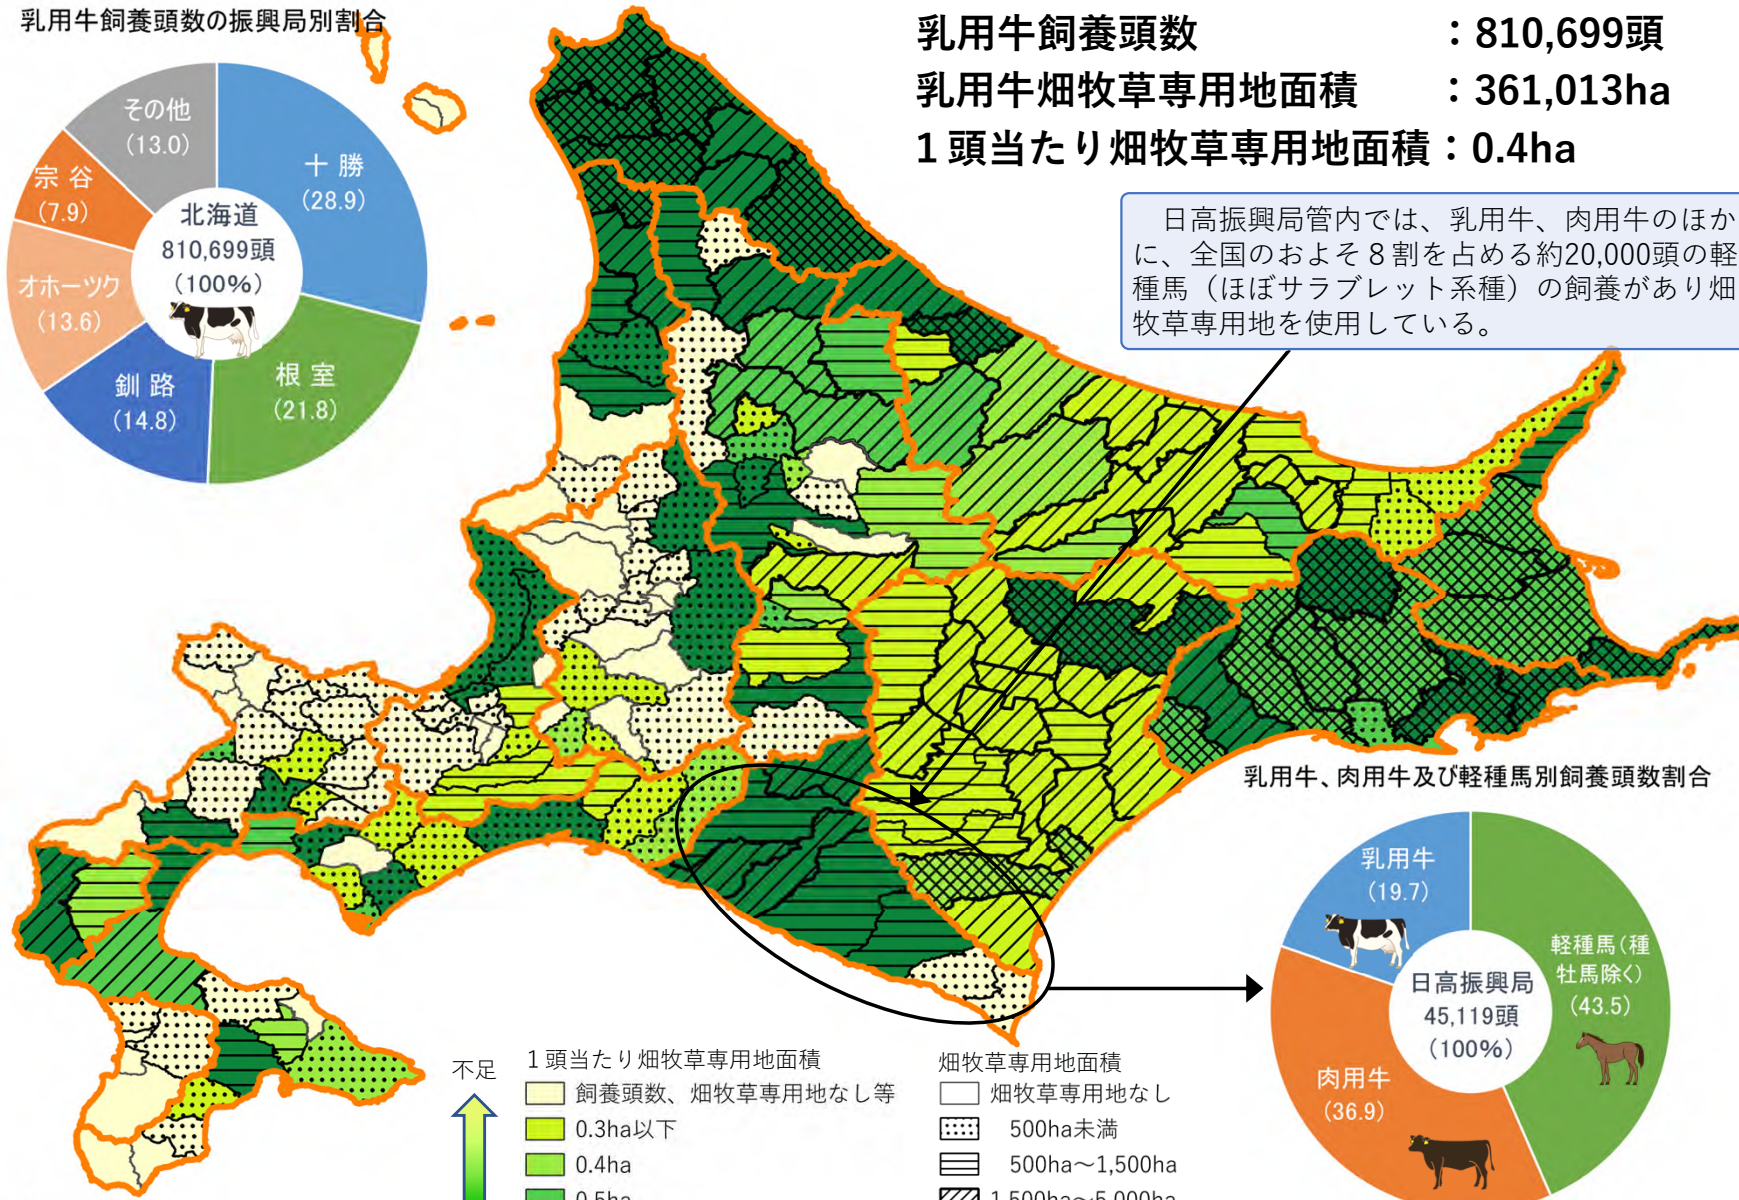 乳用牛飼養頭数の振興局別割合
その他
(13.0)
十 勝
(28.9)
宗 谷
(7.9)
北海道
810,699頭
(100%)
オホーツク
(13.6)
釧 路
(14.8)
根 室
(21.8)
乳用牛飼養頭数　　　　　　　：810,699頭
乳用牛畑牧草専用地面積　　：361,013ha
1頭当たり畑牧草専用地面積：0.4ha
日高振興局管内では、乳用牛、肉用牛のほか
に、全国のおよそ８割を占める約20,000頭の軽
種馬（ほぼサラブレット系種）の飼養があり畑
牧草専用地を使用している。
乳用牛、肉用牛及び軽種馬別飼養頭数割合
乳用牛
(19.7)
軽種馬(種
牡馬除く)
(43.5)
日高振興局
45,119頭
(100%)
肉用牛
(36.9)
不足
1頭当たり畑牧草専用地面積
飼養頭数、畑牧草専用地なし等
0.3ha以下
0.4ha
0.5ha
畑牧草専用地面積
畑牧草専用地なし
500ha未満
500ha～1,500ha
1,500ha～5,000ha